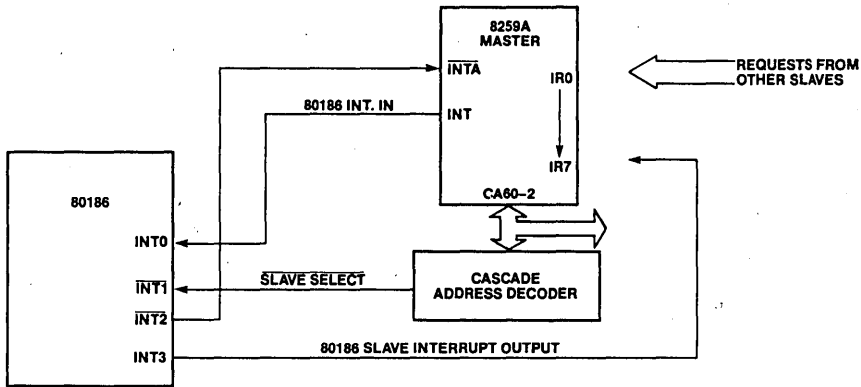 8259A
MASTER
INTA
IR0
REQUESTS FROM
OTHER SLAVES
80186 INT. IN
INT
IR7
80186
CA60-2
INT0
CASCADE
ADDRESS DECODER
SLAVE SELECT
INT1
INT2
INT3
80186 SLAVE INTERRUPT OUTPUT